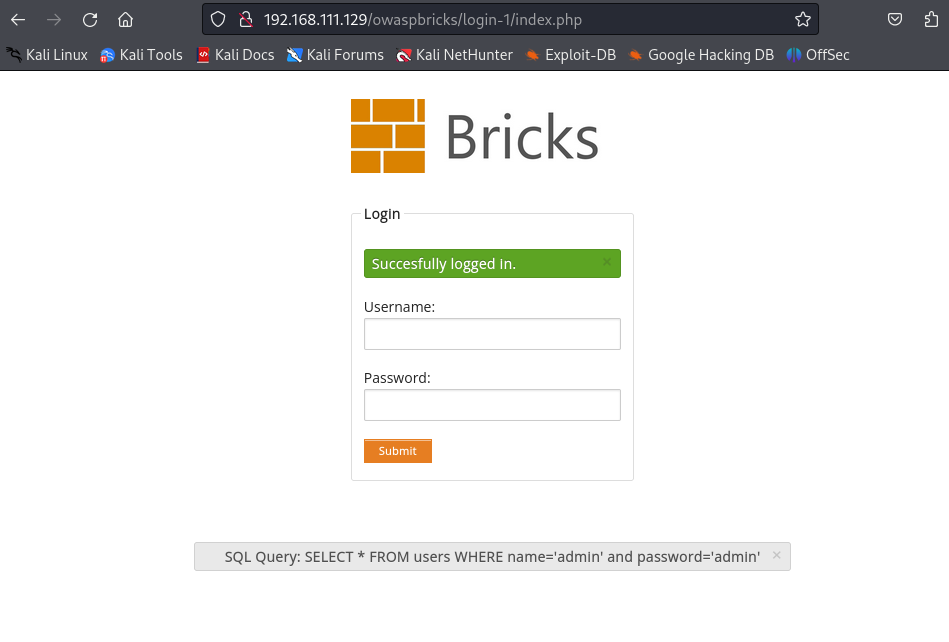 192.168.111.129/owaspbricks/login-1/index.php
Kali Linux Kali Tools Kali Docs Kali Forums Kali NetHunter Exploit-DB Google Hacking DB OffSec
Bricks
Login
Succesfully logged in. ×
Username:
Password:
Submit
SQL Query: SELECT * FROM users WHERE name='admin' and password='admin' ×